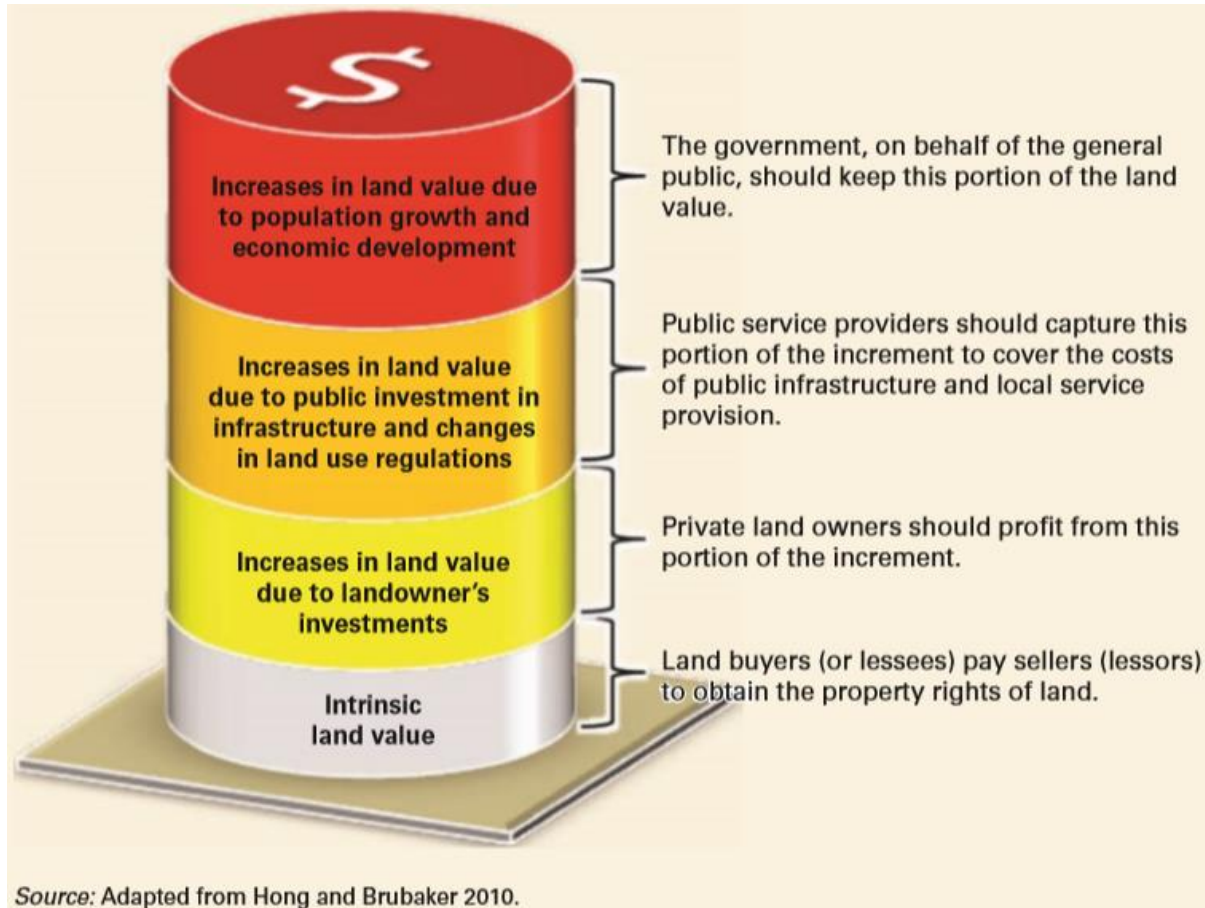 $
Increases in land value due
to population growth and
economic development
The government, on behalf of the general
public, should keep this portion of the land
value.
Increases in land value
due to public investment in
infrastructure and changes
in land use regulations
Public service providers should capture this
portion of the increment to cover the costs
of public infrastructure and local service
provision.
Increases in land value
due to landowner's
investments
Private land owners should profit from this
portion of the increment.
Intrinsic
land value
Land buyers (or lessees) pay sellers (lessors)
to obtain the property rights of land.
Source: Adapted from Hong and Brubaker 2010.